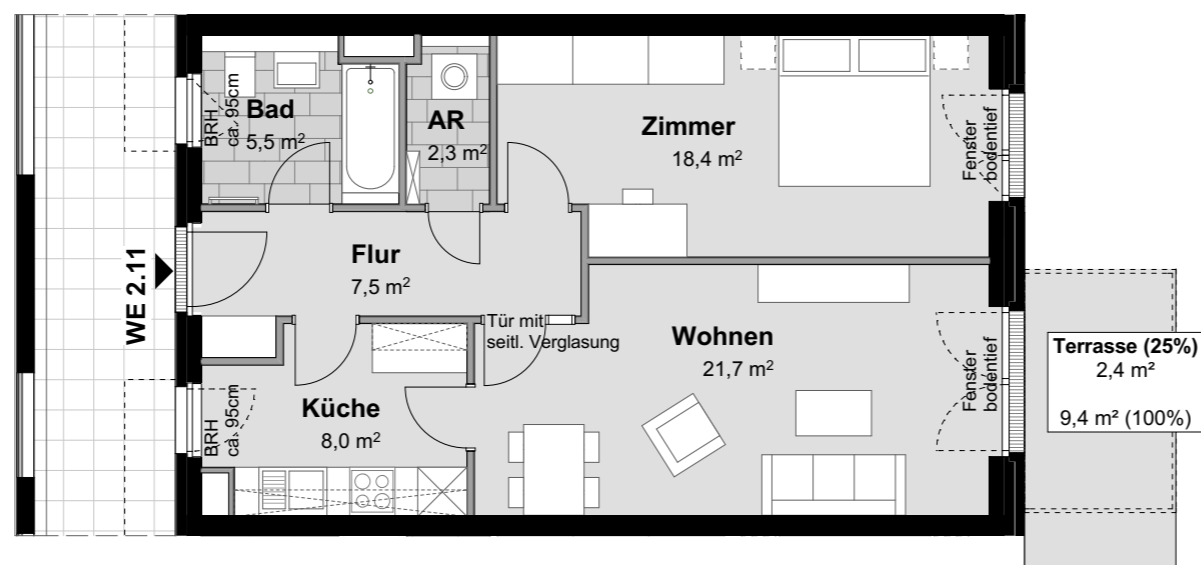 BRH
ca. 95cm
Bad
5,5 m²
AR
2,3 m²
Zimmer
18,4 m²
Fenster
bodentief
WE 2.11
Flur
7,5 m²
Tür mit
seitl. Verglasung
Wohnen
21,7 m²
Fenster
bodentief
Terrasse (25%)
2,4 m²
9,4 m² (100%)
BRH
ca. 95cm
Küche
8,0 m²